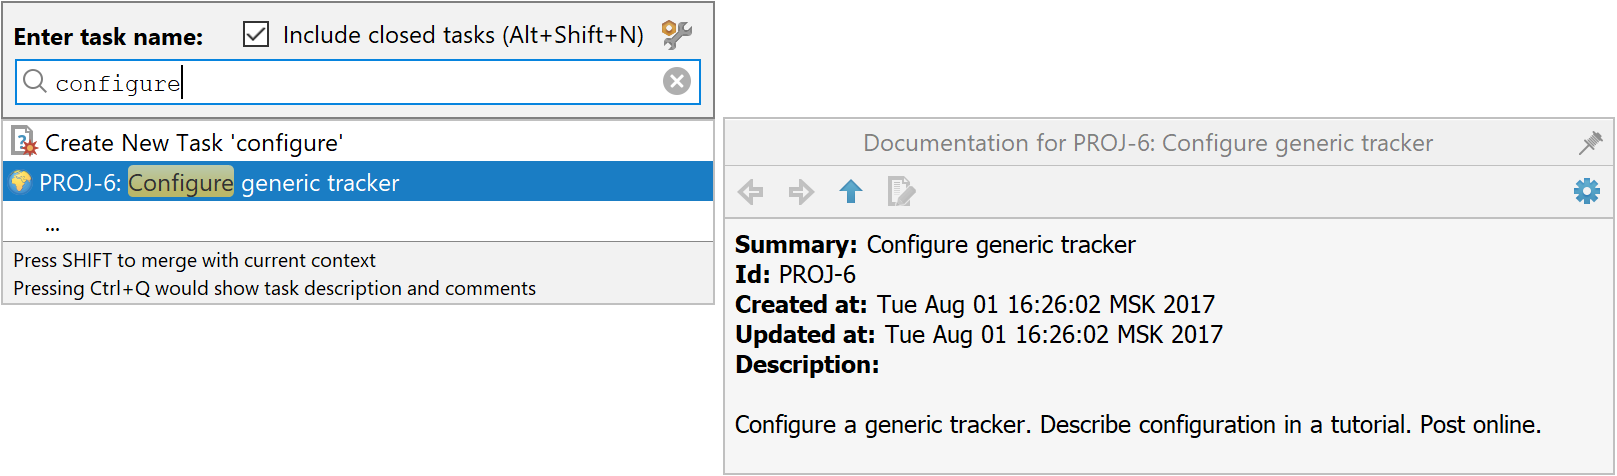 Enter task name: Include closed tasks (Alt+Shift+N)
configure
Create New Task 'configure'
PROJ-6: Configure generic tracker
...
Press SHIFT to merge with current context
Pressing Ctrl+Q would show task description and comments
Documentation for PROJ-6: Configure generic tracker
Summary: Configure generic tracker
Id: PROJ-6
Created at: Tue Aug 01 16:26:02 MSK 2017
Updated at: Tue Aug 01 16:26:02 MSK 2017
Description:
Configure a generic tracker. Describe configuration in a tutorial. Post online.